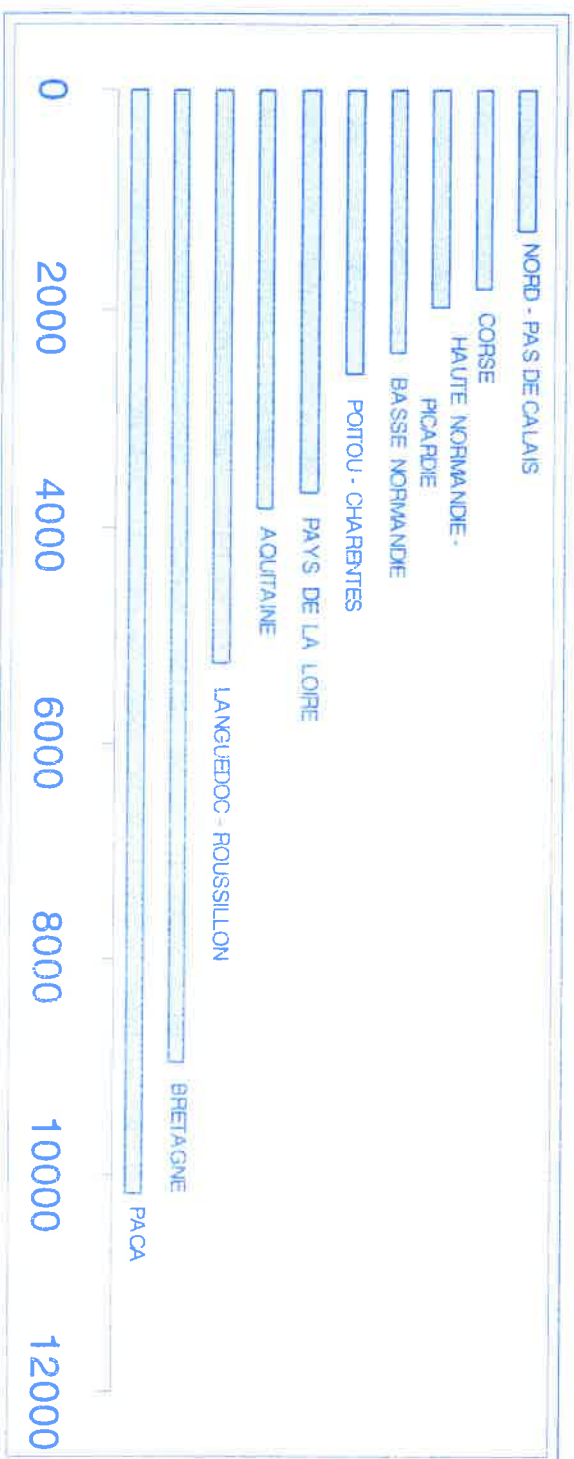 NORD - PAS DE CALAIS
CORSE
HAUTE NORMANDIE -
PICARDIE
BASSE NORMANDIE
POITOU - CHARENTES
PAYS DE LA LOIRE
AQUITAINE
LANGUEDOC - ROUSSILLON
BRETAGNE
PACA
0
2000
4000
6000
8000
10000
12000